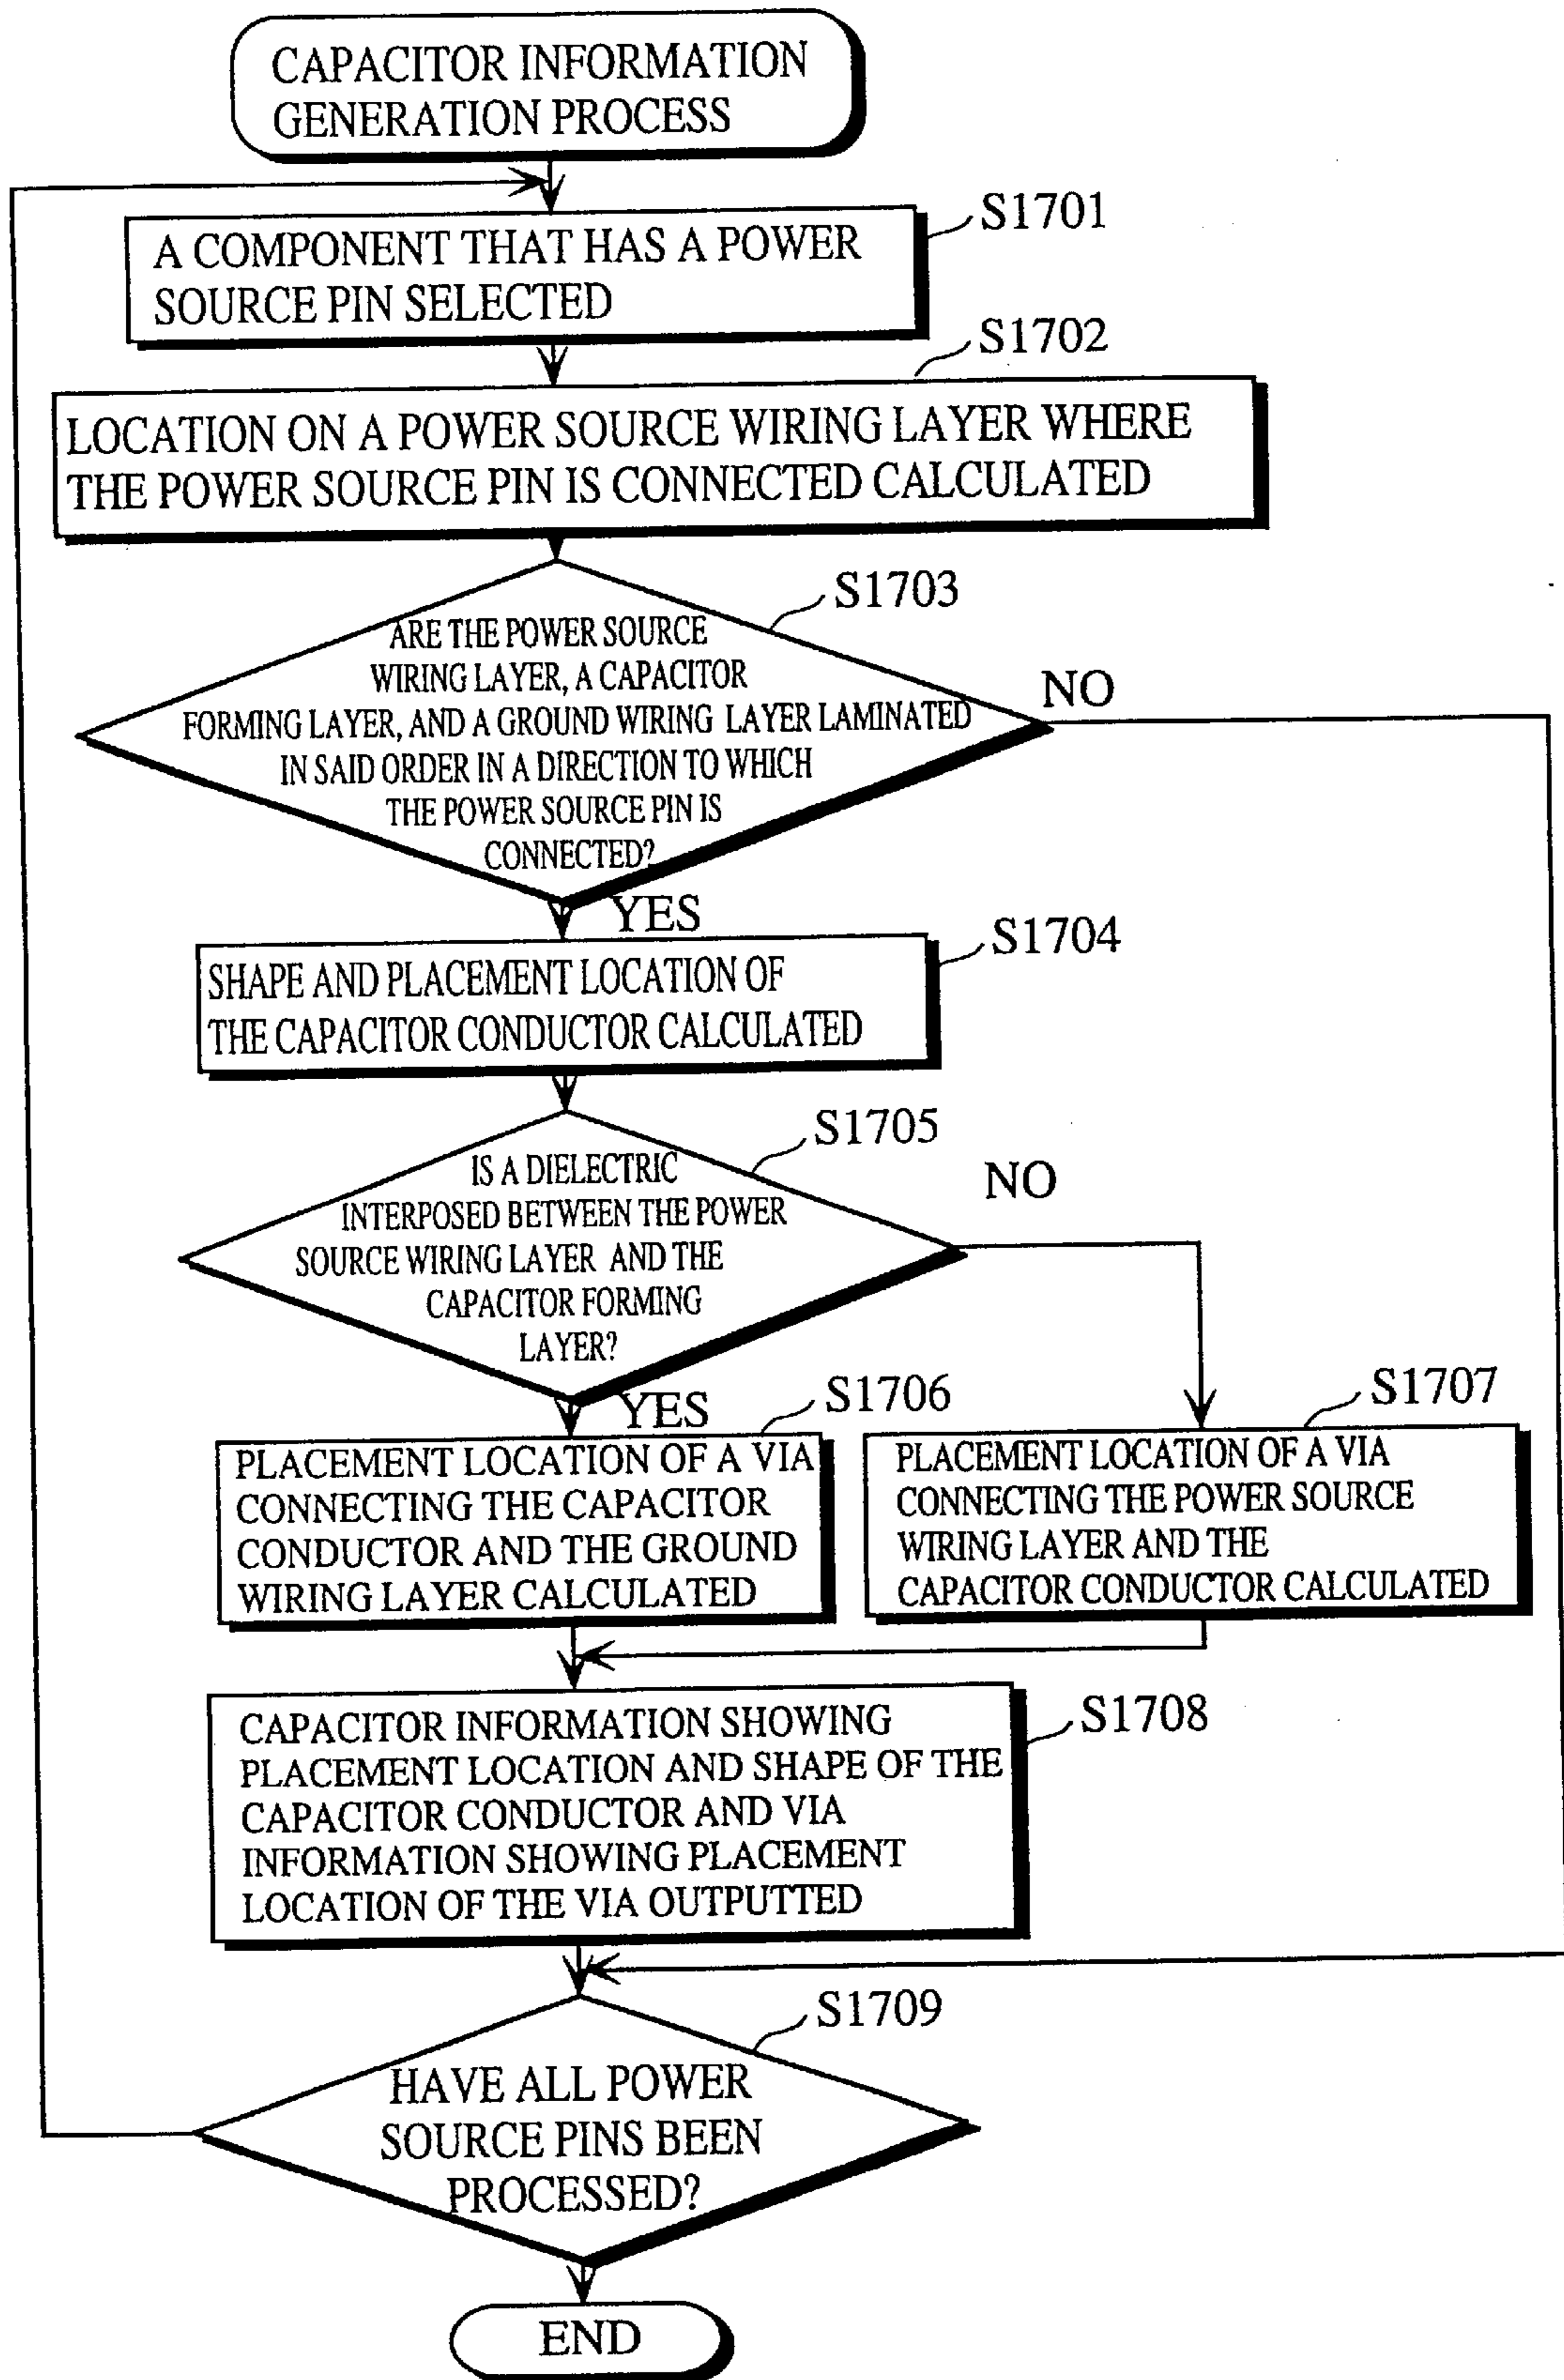 CAPACITOR INFORMATION
GENERATION PROCESS
S1701
A COMPONENT THAT HAS A POWER
SOURCE PIN SELECTED
S1702
LOCATION ON A POWER SOURCE WIRING LAYER WHERE
THE POWER SOURCE PIN IS CONNECTED CALCULATED
S1703
ARE THE POWER SOURCE
WIRING LAYER, A CAPACITOR
FORMING LAYER, AND A GROUND WIRING LAYER LAMINATED
IN SAID ORDER IN A DIRECTION TO WHICH
THE POWER SOURCE PIN IS
CONNECTED?
NO
YES
S1704
SHAPE AND PLACEMENT LOCATION OF
THE CAPACITOR CONDUCTOR CALCULATED
S1705
IS A DIELECTRIC
INTERPOSED BETWEEN THE POWER
SOURCE WIRING LAYER AND THE
CAPACITOR FORMING
LAYER?
NO
YES
S1706
PLACEMENT LOCATION OF A VIA
CONNECTING THE CAPACITOR
CONDUCTOR AND THE GROUND
WIRING LAYER CALCULATED
S1707
PLACEMENT LOCATION OF A VIA
CONNECTING THE POWER SOURCE
WIRING LAYER AND THE
CAPACITOR CONDUCTOR CALCULATED
S1708
CAPACITOR INFORMATION SHOWING
PLACEMENT LOCATION AND SHAPE OF THE
CAPACITOR CONDUCTOR AND VIA
INFORMATION SHOWING PLACEMENT
LOCATION OF THE VIA OUTPUTTED
S1709
HAVE ALL POWER
SOURCE PINS BEEN
PROCESSED?
END